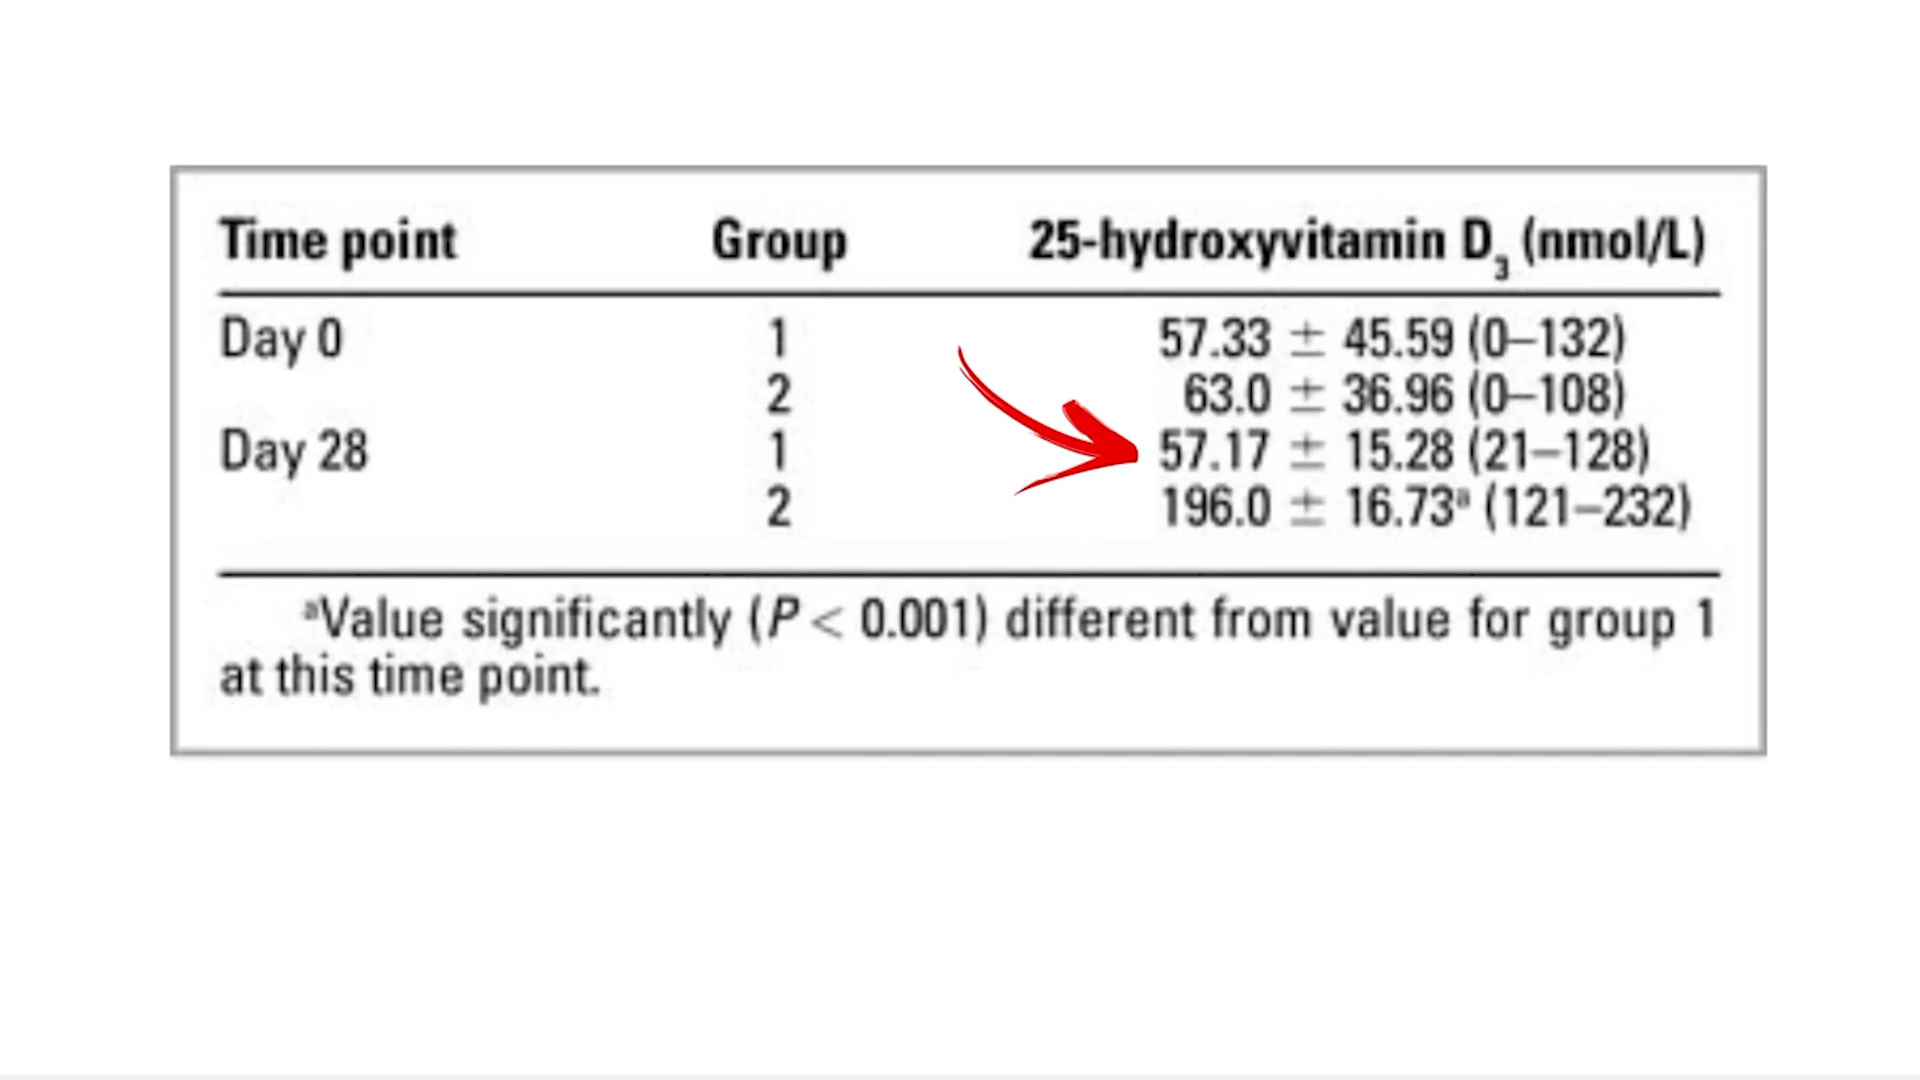 Time point Group 25-hydroxyvitamin D₃ (nmol/L)
Day 0 1 57.33 ± 45.59 (0–132)
2 63.0 ± 36.96 (0–108)
Day 28 1 57.17 ± 15.28 (21–128)
2 196.0 ± 16.73ᵃ (121–232)
ᵃValue significantly (P < 0.001) different from value for group 1
at this time point.